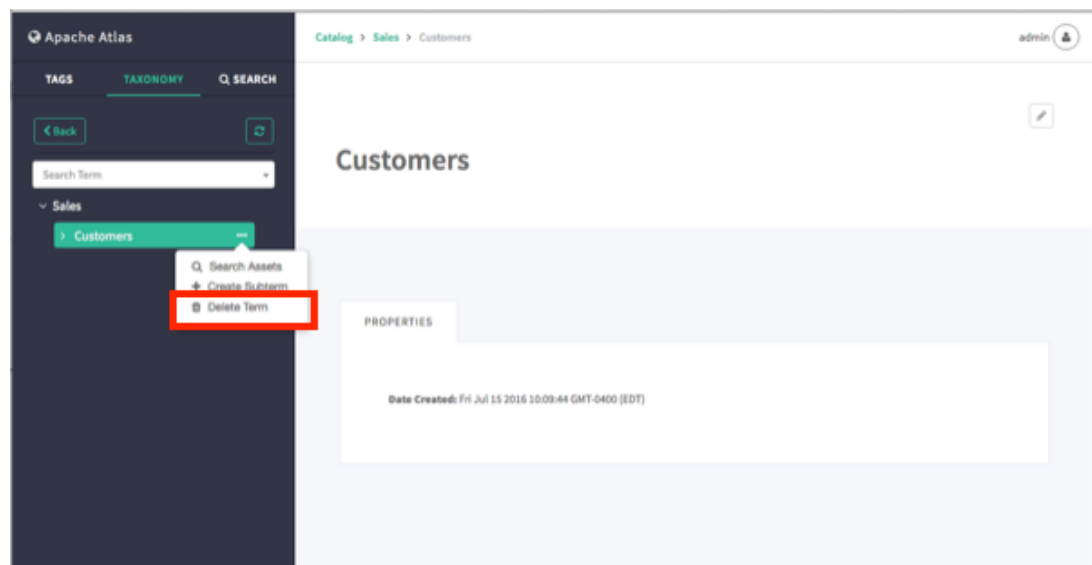 Apache Atlas
Catalog > Sales > Customers
admin
TAGS TAXONOMY SEARCH
Back
Search Term
Customers
Sales
Customers
Search Assets
Create Subterm
Delete Term
PROPERTIES
Date Created: Fri Jul 15 2016 10:09:44 GMT-0400 (EDT)